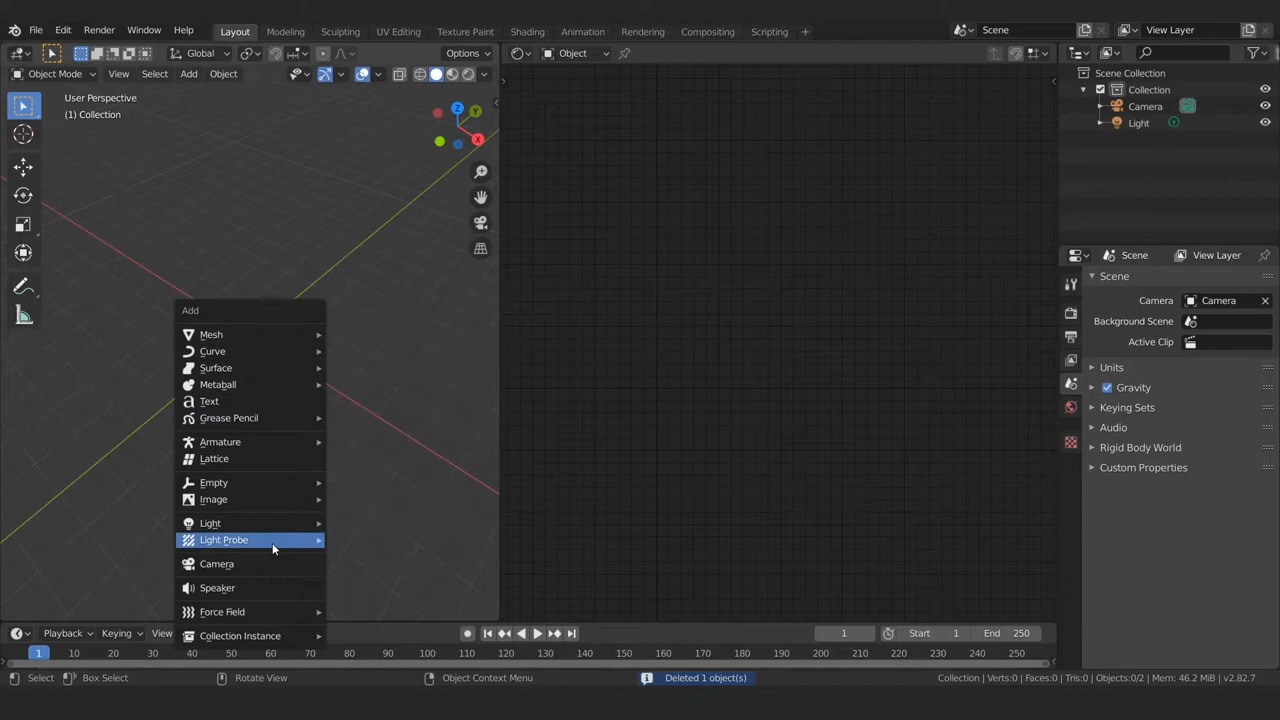 File Edit Render Window Help Layout Modeling Sculpting UV Editing Texture Paint Shading Animation Rendering Compositing Scripting + Scene View Layer
Global Options Object
Object Mode View Select Add Object
User Perspective
(1) Collection
Z
Y
X
Scene Collection
Collection
Camera
Light
Scene View Layer
Scene
Camera Camera
Background Scene
Active Clip
Units
Gravity
Keying Sets
Audio
Rigid Body World
Custom Properties
Add
Mesh
Curve
Surface
Metaball
Text
Grease Pencil
Armature
Lattice
Empty
Image
Light
Light Probe
Camera
Speaker
Force Field
Collection Instance
Playback Keying View 1 Start 1 End 250
1 10 20 30 40 50 60 70 80 90 100 110 120 130 140 150 160 170 180 190 200 210 220 230 240 250
Select Box Select Rotate View Object Context Menu Deleted 1 object(s) Collection | Verts:0 | Faces:0 | Tris:0 | Objects:0/2 | Mem: 46.2 MiB | v2.82.7